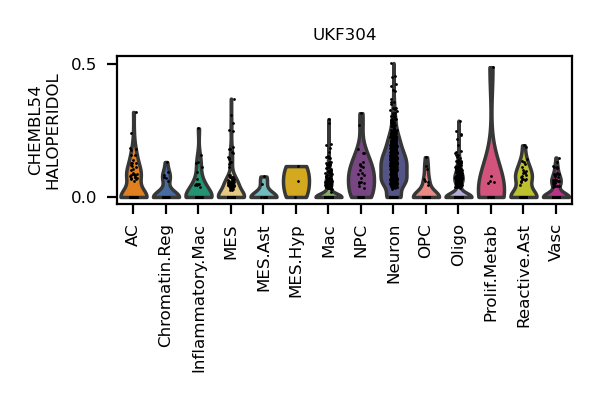 UKF304
CHEMBL54
HALOPERIDOL
0.5
0.0
AC
Chromatin.Reg
Inflammatory.Mac
MES
MES.Ast
MES.Hyp
Mac
NPC
Neuron
OPC
Oligo
Prolif.Metab
Reactive.Ast
Vasc